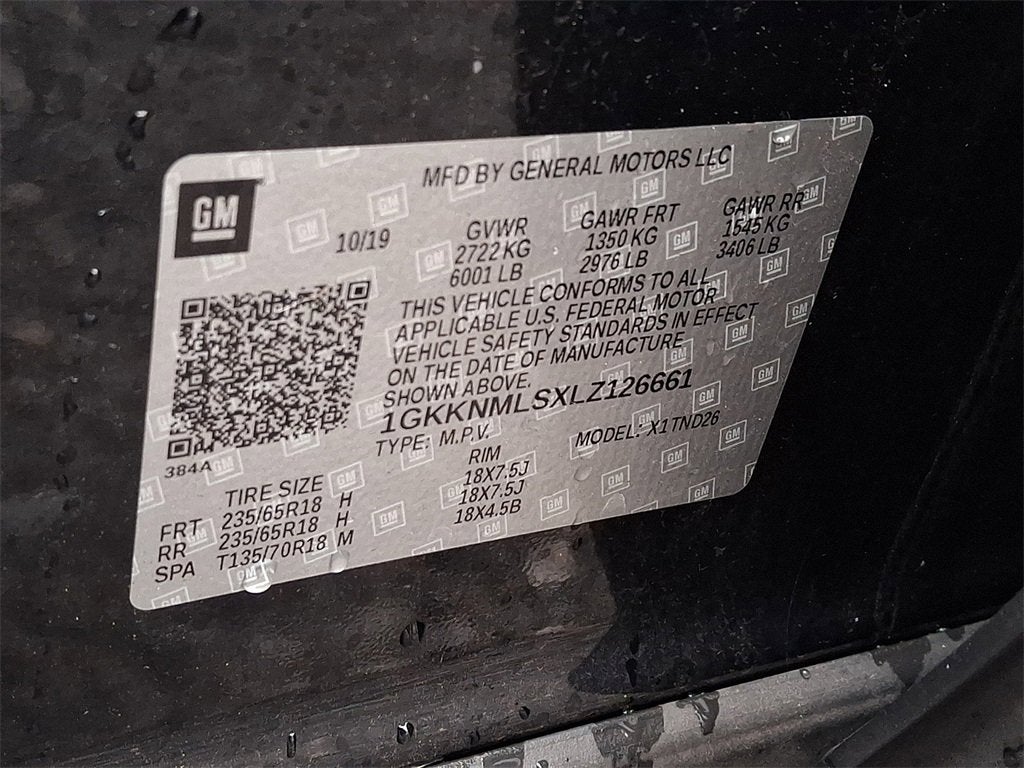 GM
MFD BY GENERAL MOTORS LLC
10/19
GVWR
2722 KG
6001 LB
GAWR FRT
1350 KG
2976 LB
GAWR RR
1545 KG
3406 LB
THIS VEHICLE CONFORMS TO ALL
APPLICABLE U.S. FEDERAL MOTOR
VEHICLE SAFETY STANDARDS IN EFFECT
ON THE DATE OF MANUFACTURE
SHOWN ABOVE.
1GKKNMLSXLZ126661
TYPE: M.P.V. MODEL: X1TND26
384A
TIRE SIZE RIM
FRT 235/65R18 H 18X7.5J
RR 235/65R18 H 18X7.5J
SPA T135/70R18 M 18X4.5B